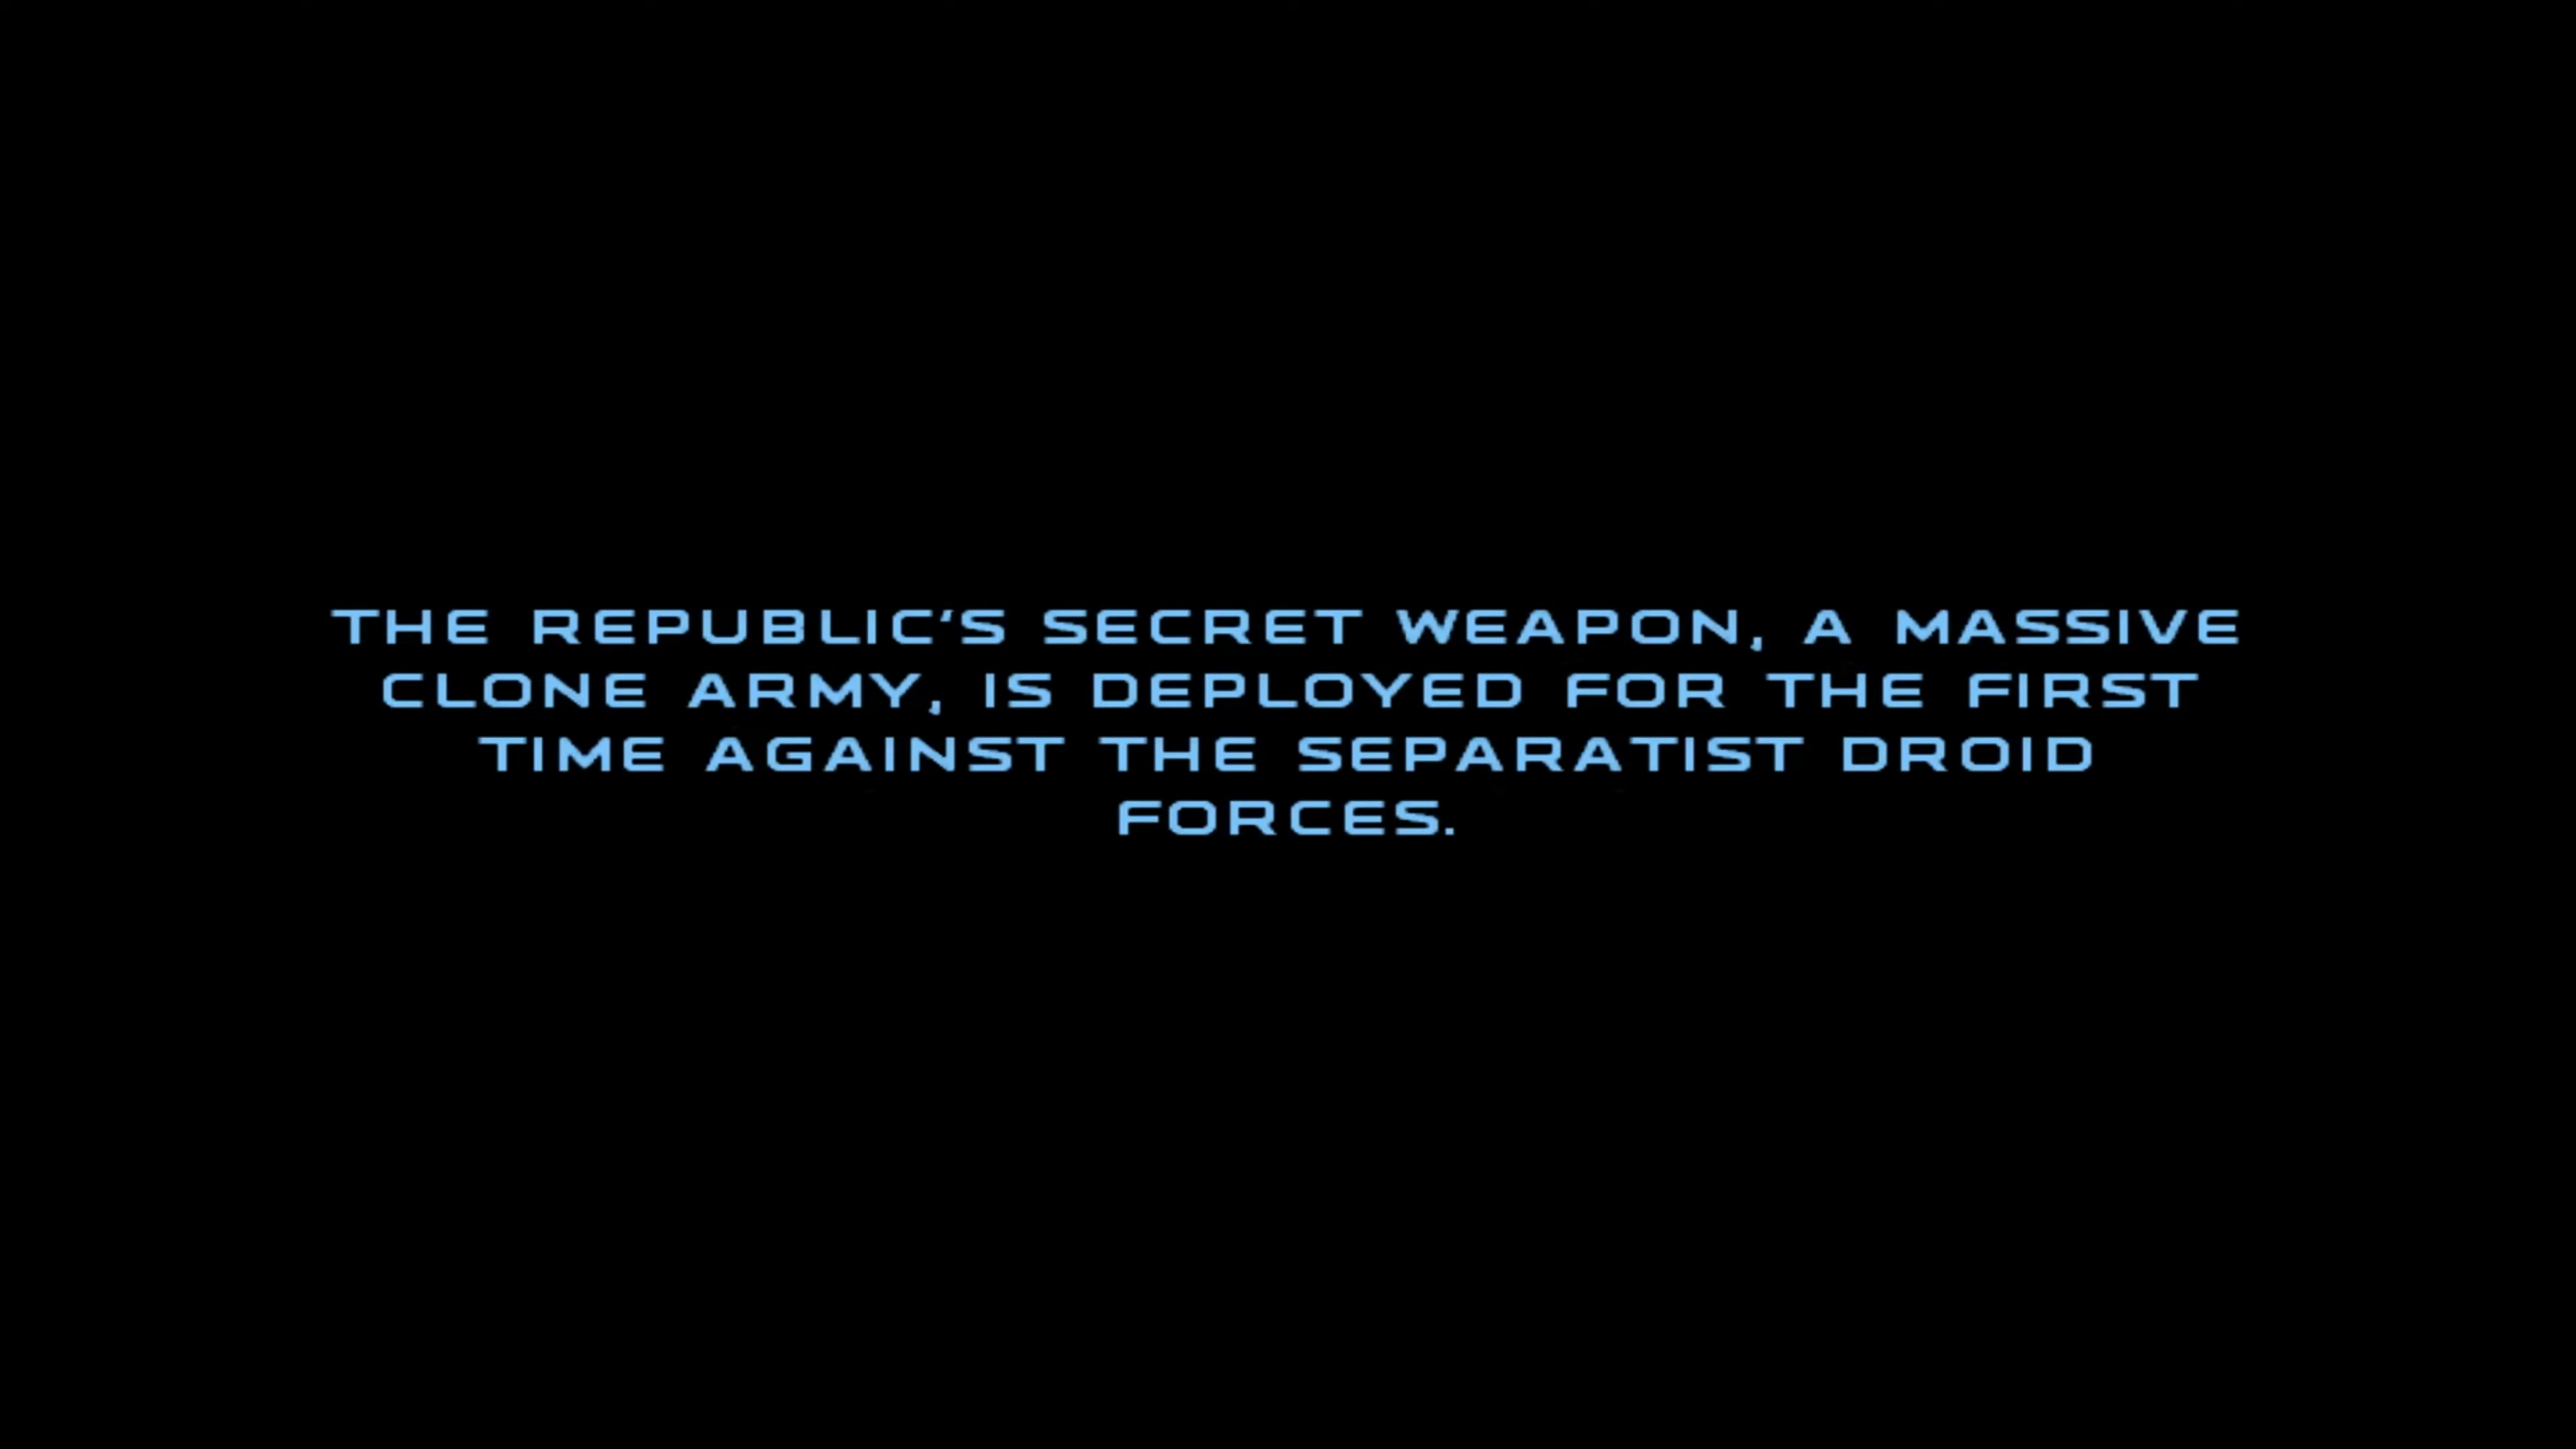 THE REPUBLIC'S SECRET WEAPON, A MASSIVE
CLONE ARMY, IS DEPLOYED FOR THE FIRST
TIME AGAINST THE SEPARATIST DROID
FORCES.